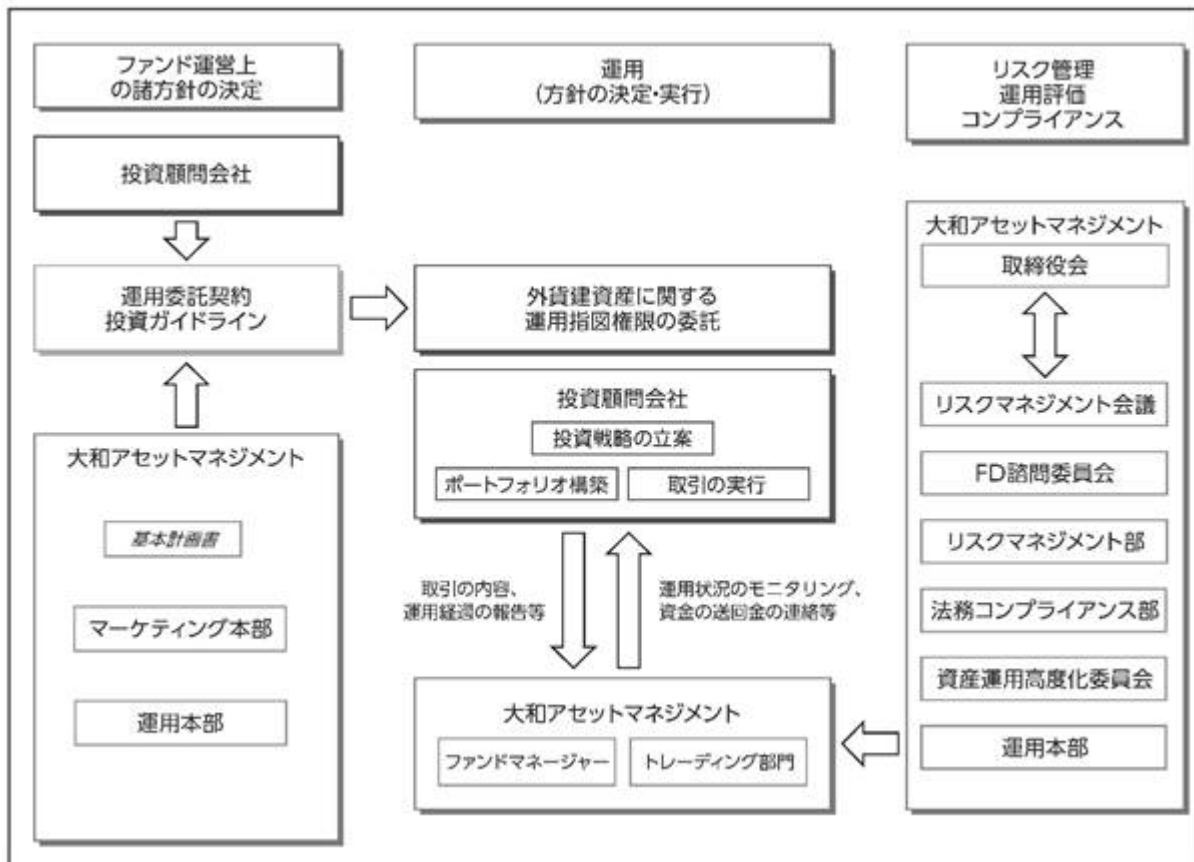 ファンド運営上
の諸方針の決定
投資顧問会社
運用委託契約
投資ガイドライン
大和アセットマネジメント
基本計画書
マーケティング本部
運用本部
運用
(方針の決定・実行)
外貨建資産に関する
運用指図権限の委託
投資顧問会社
投資戦略の立案
ポートフォリオ構築
取引の実行
取引の内容、
運用経過の報告等
運用状況のモニタリング、
資金の送回金の連絡等
大和アセットマネジメント
ファンドマネージャー
トレーディング部門
リスク管理
運用評価
コンプライアンス
大和アセットマネジメント
取締役会
リスクマネジメント会議
FD諮問委員会
リスクマネジメント部
法務コンプライアンス部
資産運用高度化委員会
運用本部